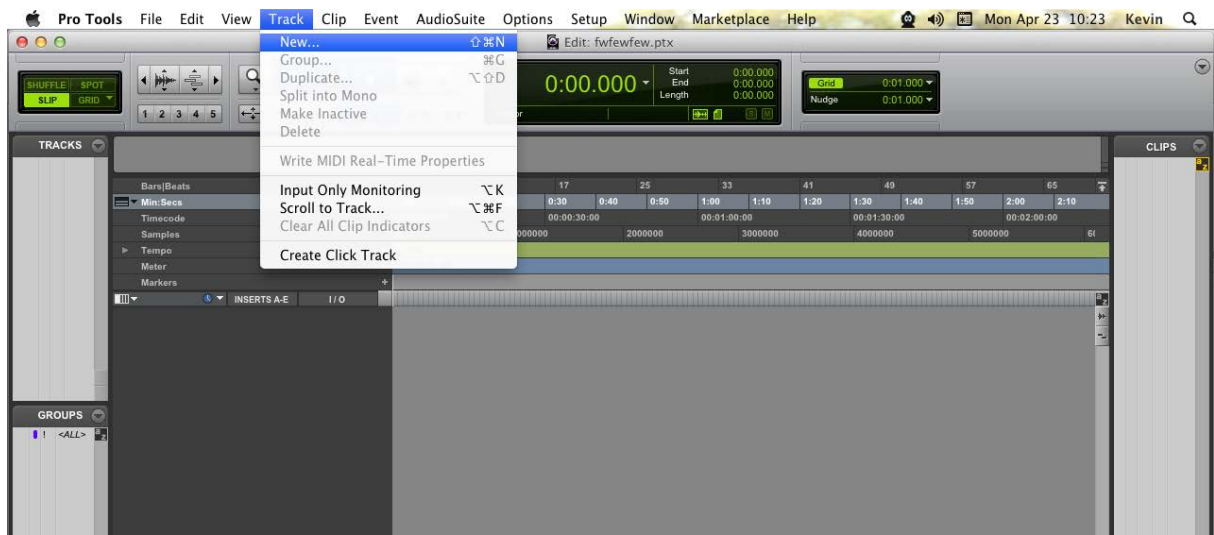 Pro Tools File Edit View Track Clip Event AudioSuite Options Setup Window Marketplace Help Mon Apr 23 10:23 Kevin
Edit: fwfewfew.ptx
New... ⇧⌘N
Group... ⌘G
Duplicate... ⌥⇧D
Split into Mono
Make Inactive
Delete
Write MIDI Real-Time Properties
Input Only Monitoring ⌥K
Scroll to Track... ⌥⌘F
Clear All Clip Indicators ⌥C
Create Click Track
SHUFFLE SPOT
SLIP GRID
1 2 3 4 5
0:00.000
Start 0:00.000
End 0:00.000
Length 0:00.000
Grid 0:01.000
Nudge 0:01.000
TRACKS
CLIPS
Bars|Beats 17 25 33 41 49 57 65
Min:Secs 0:30 0:40 0:50 1:00 1:10 1:20 1:30 1:40 1:50 2:00 2:10
Timecode 00:00:30:00 00:01:00:00 00:01:30:00 00:02:00:00
Samples 2000000 3000000 4000000 5000000
Tempo
Meter
Markers +
INSERTS A-E I / O
GROUPS
! <ALL>